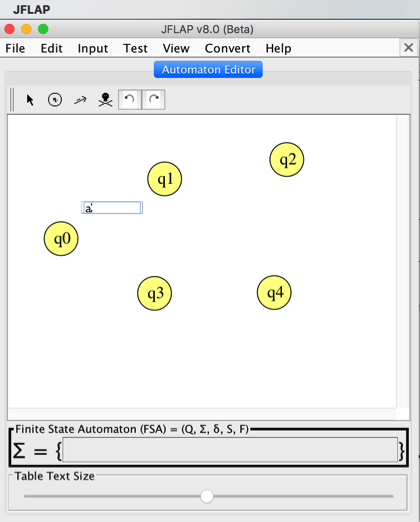 JFLAP
JFLAP v8.0 (Beta)
File Edit Input Test View Convert Help
Automaton Editor
q2
q1
a
q0
q3 q4
Finite State Automaton (FSA) = (Q, Σ, δ, S, F)
Σ = { }
Table Text Size